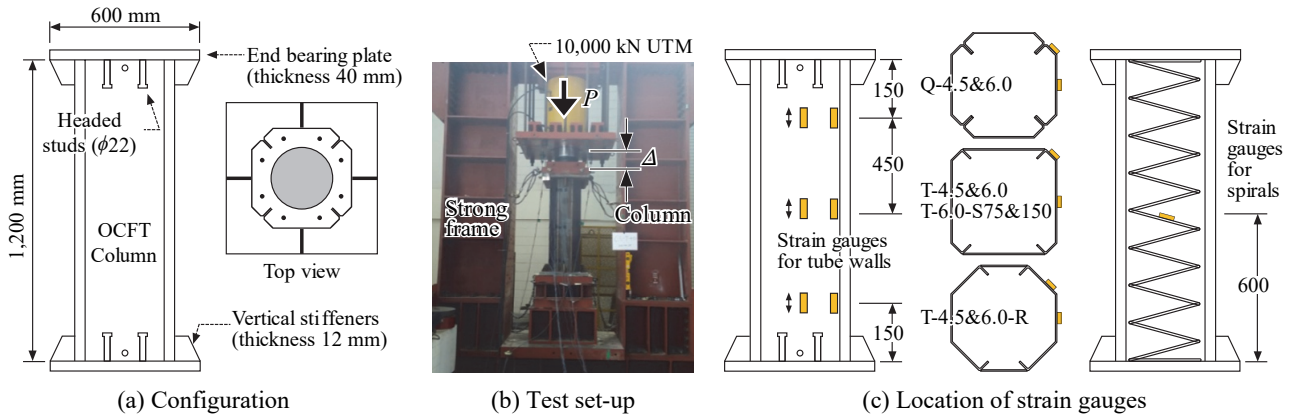 600 mm
End bearing plate
(thickness 40 mm)
Headed
studs (ϕ22)
1,200 mm
OCFT
Column
Top view
Vertical stiffeners
(thickness 12 mm)
(a) Configuration
10,000 kN UTM
P
Δ
Column
Strong
frame
(b) Test set-up
150
450
150
Strain gauges
for tube walls
Q-4.5&6.0
T-4.5&6.0
T-6.0-S75&150
T-4.5&6.0-R
Strain
gauges
for
spirals
600
(c) Location of strain gauges